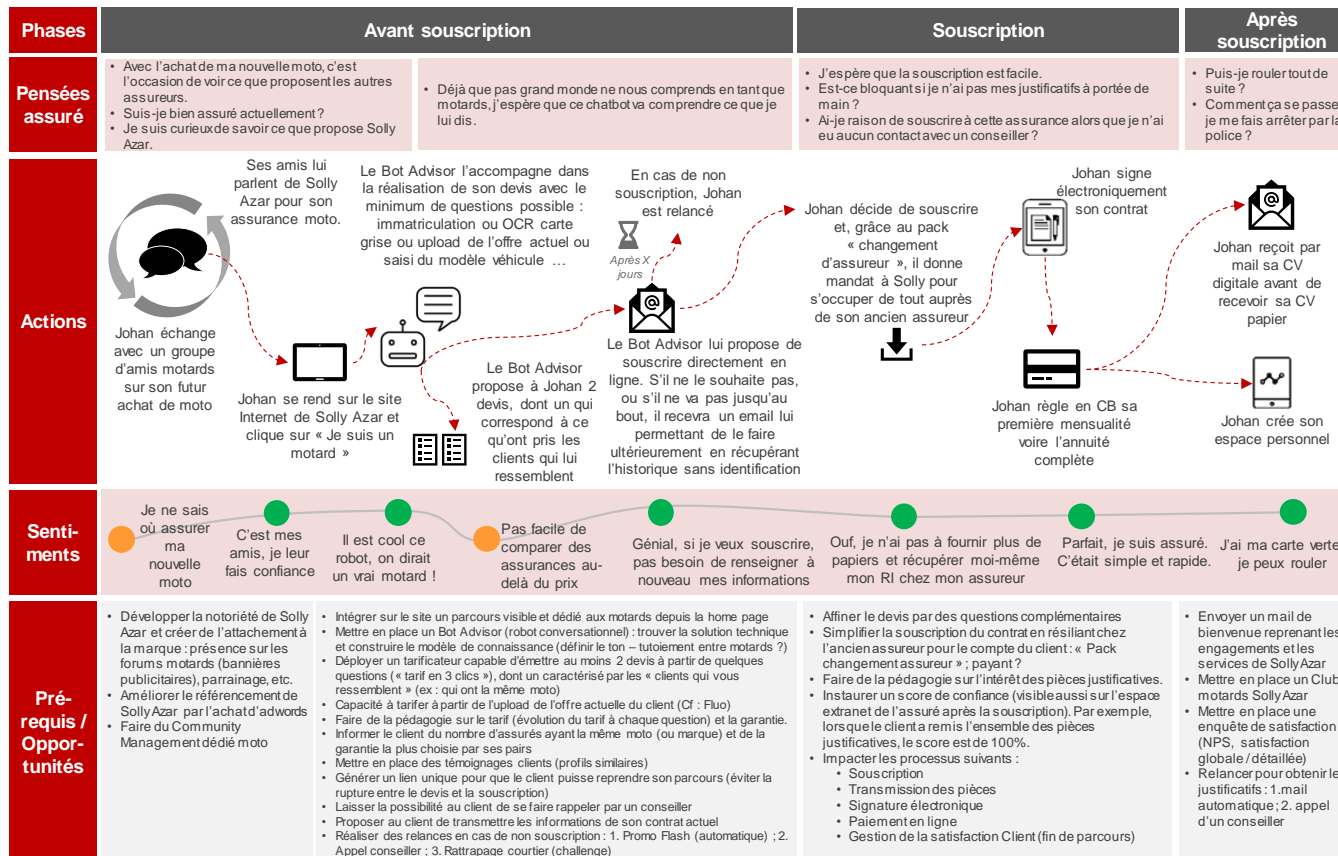 Phases
Avant souscription
Souscription
Après
souscription
Pensées
assuré
• Avec l'achat de ma nouvelle moto, c'est
l'occasion de voir ce que proposent les autres
assureurs.
• Suis-je bien assuré actuellement ?
• Je suis curieux de savoir ce que propose Solly
Azar.
• Déjà que pas grand monde ne nous comprends en tant que
motards, j'espère que ce chatbot va comprendre ce que je
lui dis.
• J'espère que la souscription est facile.
• Est-ce bloquant si je n'ai pas mes justificatifs à portée de
main ?
• Ai-je raison de souscrire à cette assurance alors que je n'ai
eu aucun contact avec un conseiller ?
• Puis-je rouler tout de
suite ?
• Comment ça se passe
je me fais arrêter par la
police ?
Actions
Johan échange
avec un groupe
d'amis motards
sur son futur
achat de moto
Ses amis lui
parlent de Solly
Azar pour son
assurance moto.
Johan se rend sur le site
Internet de Solly Azar et
clique sur « Je suis un
motard »
Le Bot Advisor l'accompagne dans
la réalisation de son devis avec le
minimum de questions possible :
immatriculation ou OCR carte
grise ou upload de l'offre actuel ou
saisi du modèle véhicule …
Le Bot Advisor
propose à Johan 2
devis, dont un qui
correspond à ce
qu'ont pris les
clients qui lui
ressemblent
En cas de non
souscription, Johan
est relancé
Après X
jours
Le Bot Advisor lui propose de
souscrire directement en
ligne. S'il ne le souhaite pas,
ou s'il ne va pas jusqu'au
bout, il recevra un email lui
permettant de le faire
ultérieurement en récupérant
l'historique sans identification
Johan décide de souscrire
et, grâce au pack
« changement
d'assureur », il donne
mandat à Solly pour
s'occuper de tout auprès
de son ancien assureur
Johan signe
électroniquement
son contrat
Johan règle en CB sa
première mensualité
voire l'annuité
complète
Johan reçoit par
mail sa CV
digitale avant de
recevoir sa CV
papier
Johan crée son
espace personnel
Senti-
ments
Je ne sais
où assurer
ma
nouvelle
moto
C'est mes
amis, je leur
fais confiance
Il est cool ce
robot, on dirait
un vrai motard !
Pas facile de
comparer des
assurances au-
delà du prix
Génial, si je veux souscrire,
pas besoin de renseigner à
nouveau mes informations
Ouf, je n'ai pas à fournir plus de
papiers et récupérer moi-même
mon RI chez mon assureur
Parfait, je suis assuré.
C'était simple et rapide.
J'ai ma carte verte,
je peux rouler
Pré-
requis /
Oppor-
tunités
• Développer la notoriété de Solly
Azar et créer de l'attachement à
la marque : présence sur les
forums motards (bannières
publicitaires), parrainage, etc.
• Améliorer le référencement de
Solly Azar par l'achat d'adwords
• Faire du Community
Management dédié moto
• Intégrer sur le site un parcours visible et dédié aux motards depuis la home page
• Mettre en place un Bot Advisor (robot conversationnel) : trouver la solution technique
et construire le modèle de connaissance (définir le ton – tutoiement entre motards ?)
• Déployer un tarificateur capable d'émettre au moins 2 devis à partir de quelques
questions (« tarif en 3 clics »), dont un caractérisé par les « clients qui vous
ressemblent » (ex : qui ont la même moto)
• Capacité à tarifer à partir de l'upload de l'offre actuelle du client (Cf : Fluo)
• Faire de la pédagogie sur le tarif (évolution du tarif à chaque question) et la garantie.
• Informer le client du nombre d'assurés ayant la même moto (ou marque) et de la
garantie la plus choisie par ses pairs
• Mettre en place des témoignages clients (profils similaires)
• Générer un lien unique pour que le client puisse reprendre son parcours (éviter la
rupture entre le devis et la souscription)
• Laisser la possibilité au client de se faire rappeler par un conseiller
• Proposer au client de transmettre les informations de son contrat actuel
• Réaliser des relances en cas de non souscription : 1. Promo Flash (automatique) ; 2.
Appel conseiller ; 3. Rattrapage courtier (challenge)
• Affiner le devis par des questions complémentaires
• Simplifier la souscription du contrat en résiliant chez
l'ancien assureur pour le compte du client : « Pack
changement assureur » ; payant ?
• Faire de la pédagogie sur l'intérêt des pièces justificatives.
• Instaurer un score de confiance (visible aussi sur l'espace
extranet de l'assuré après la souscription). Par exemple,
lorsque le client a remis l'ensemble des pièces
justificatives, le score est de 100%.
• Impacter les processus suivants :
• Souscription
• Transmission des pièces
• Signature électronique
• Paiement en ligne
• Gestion de la satisfaction Client (fin de parcours)
• Envoyer un mail de
bienvenue reprenant les
engagements et les
services de Solly Azar
• Mettre en place un Club
motards Solly Azar
• Mettre en place une
enquête de satisfaction
(NPS, satisfaction
globale / détaillée)
• Relancer pour obtenir le
justificatifs : 1.mail
automatique ; 2. appel
d'un conseiller